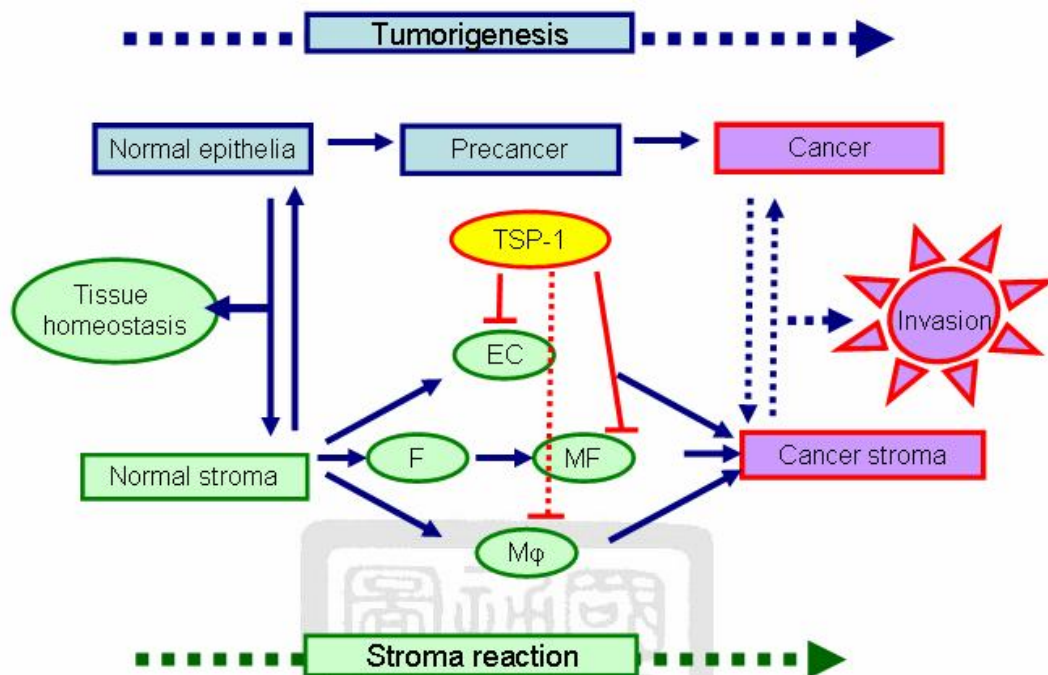 Tumorigenesis
Normal epithelia
Precancer
Cancer
TSP-1
Tissue
homeostasis
Invasion
EC
F
MF
Normal stroma
Cancer stroma
Mφ
Stroma reaction